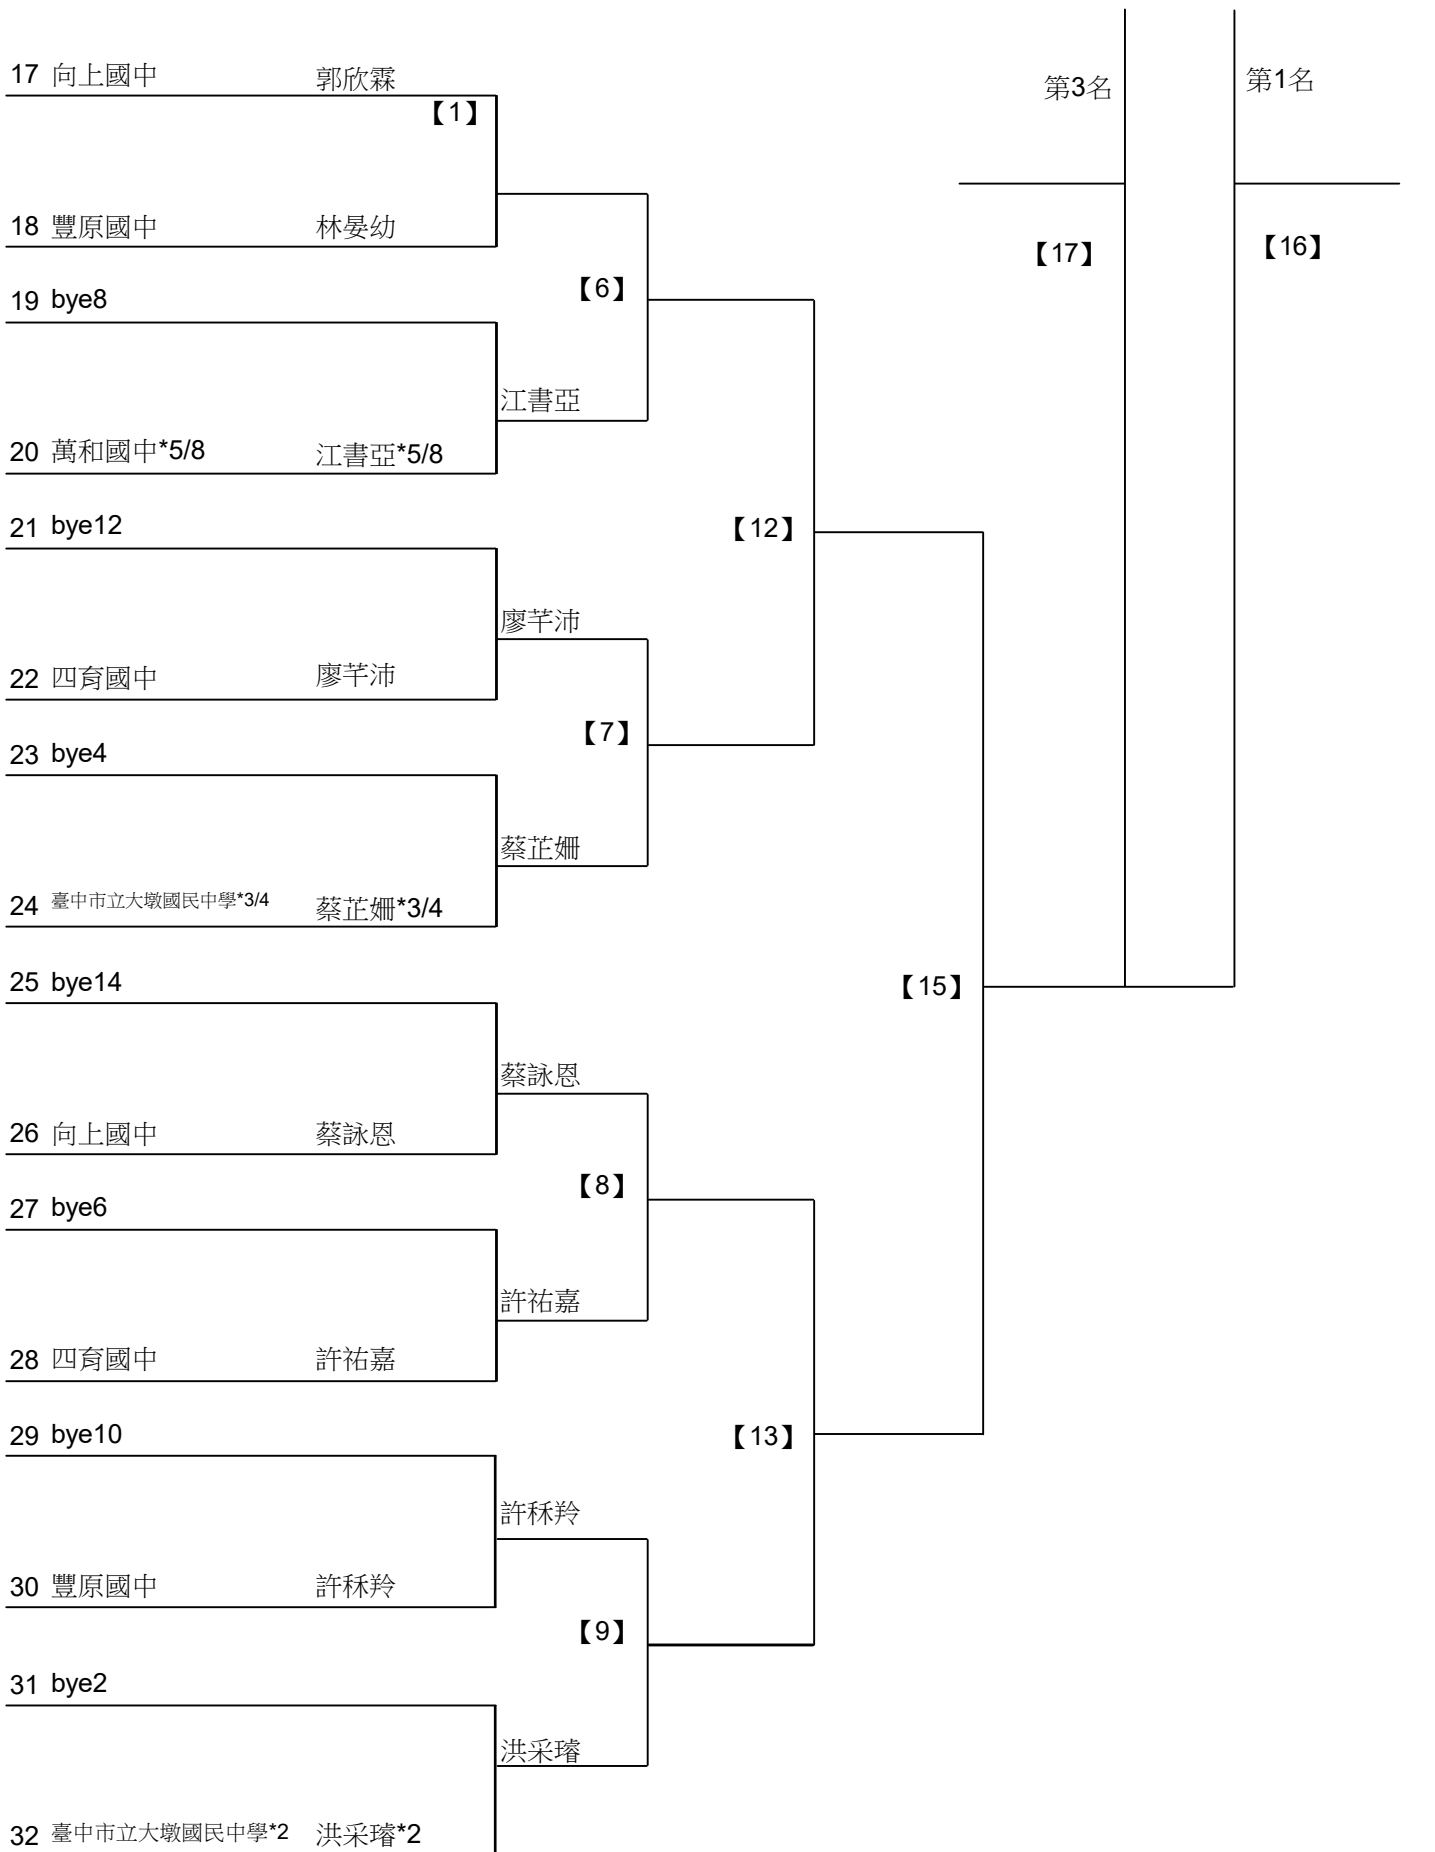 17 向上國中 郭欣霖
【1】
第3名
第1名
18 豐原國中 林晏幼
【17】
【16】
19 bye8
【6】
江書亞
20 萬和國中*5/8 江書亞*5/8
21 bye12
【12】
廖芊沛
22 四育國中 廖芊沛
23 bye4
【7】
蔡芷姍
24 臺中市立大墩國民中學*3/4 蔡芷姍*3/4
25 bye14
【15】
蔡詠恩
26 向上國中 蔡詠恩
27 bye6
【8】
許祐嘉
28 四育國中 許祐嘉
29 bye10
【13】
許秝羚
30 豐原國中 許秝羚
【9】
31 bye2
洪采璿
32 臺中市立大墩國民中學*2 洪采璿*2